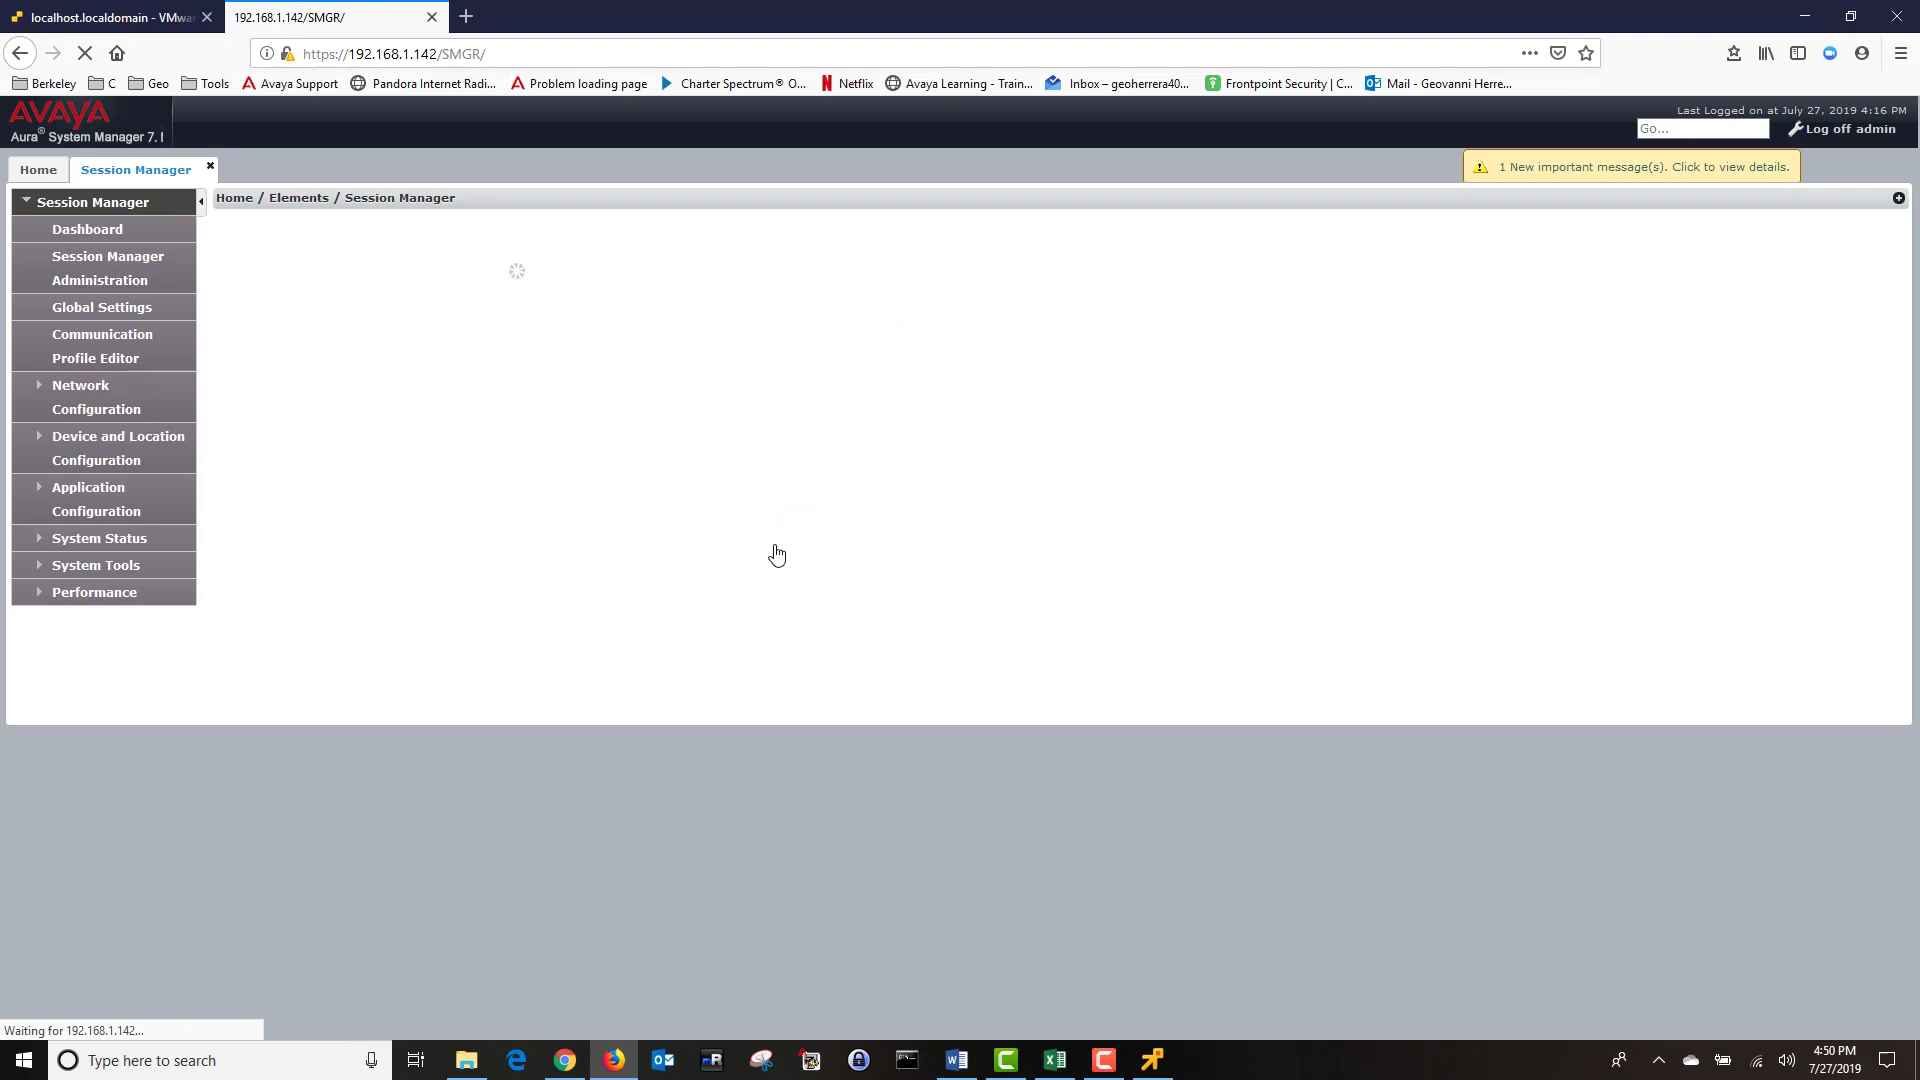 localhost.localdomain - VMwa
192.168.1.142/SMGR/
https://192.168.1.142/SMGR/
Berkeley
C
Geo
Tools
Avaya Support
Pandora Internet Radi...
Problem loading page
Charter Spectrum® O...
Netflix
Avaya Learning - Train...
Inbox – geoherrera40...
Frontpoint Security | C...
Mail - Geovanni Herre...
AVAYA
Aura® System Manager 7.1
Last Logged on at July 27, 2019 4:16 PM
Go...
Log off admin
Home
Session Manager
1 New important message(s). Click to view details.
Session Manager
Home / Elements / Session Manager
Dashboard
Session Manager
Administration
Global Settings
Communication
Profile Editor
Network
Configuration
Device and Location
Configuration
Application
Configuration
System Status
System Tools
Performance
Waiting for 192.168.1.142...
Type here to search
4:50 PM
7/27/2019